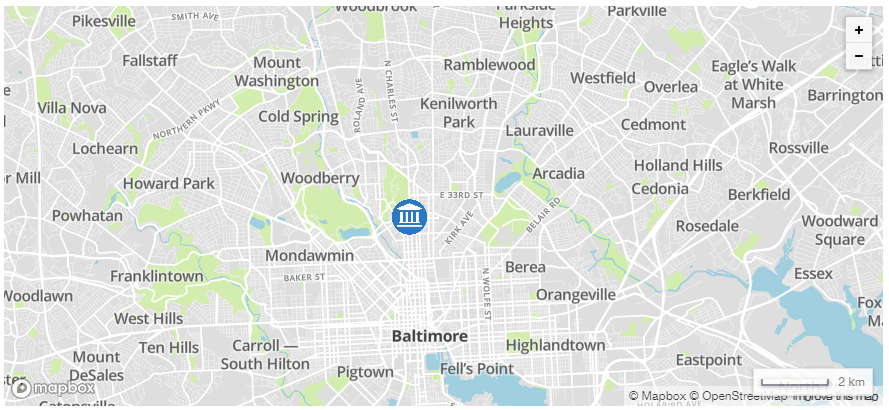 Woodbrook
Parkside
Heights
Parkville
Pikesville
SMITH AVE
+
−
Fallstaff
Mount
Washington
Ramblewood
Westfield
Overlea
Eagle's Walk
at White
Marsh
Villa Nova
NORTHERN PKWY
ROLAND AVE
N CHARLES ST
Kenilworth
Park
Barrington
Cold Spring
Lauraville
Cedmont
Lochearn
Rossville
Holland Hills
or Mill
Howard Park
Woodberry
Arcadia
Cedonia
Berkfield
E 33RD ST
Powhatan
KIRK AVE
BELAIR RD
Rosedale
Woodward
Square
Mondawmin
Franklintown
BAKER ST
Berea
N WOLFE ST
Essex
Woodlawn
Orangeville
Fox
Ma
West Hills
Baltimore
Ten Hills
Carroll —
South Hilton
Highlandtown
Mount
DeSales
Pigtown
Fell's Point
Eastpoint
2 km
mapbox
© Mapbox © OpenStreetMap Improve this map
Catonsville
HOLABIRD AVE